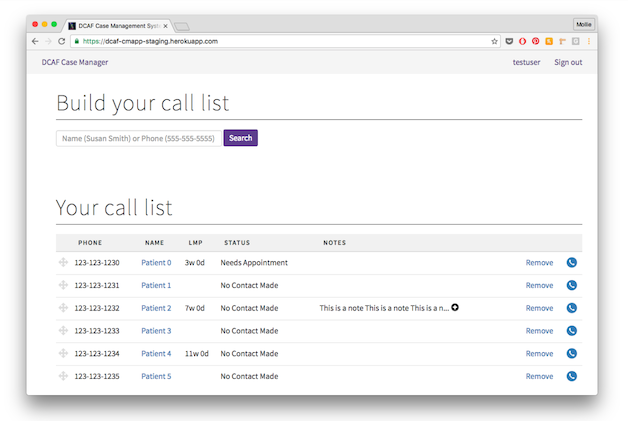 DCAF Case Management Syst
Mollie
https://dcaf-cmapp-staging.herokuapp.com
DCAF Case Manager testuser Sign out
Build your call list
Name (Susan Smith) or Phone (555-555-5555) Search
Your call list
PHONE NAME LMP STATUS NOTES
123-123-1230 Patient 0 3w 0d Needs Appointment Remove
123-123-1231 Patient 1 No Contact Made Remove
123-123-1232 Patient 2 7w 0d No Contact Made This is a note This is a note This is a n... Remove
123-123-1233 Patient 3 No Contact Made Remove
123-123-1234 Patient 4 11w 0d No Contact Made Remove
123-123-1235 Patient 5 No Contact Made Remove